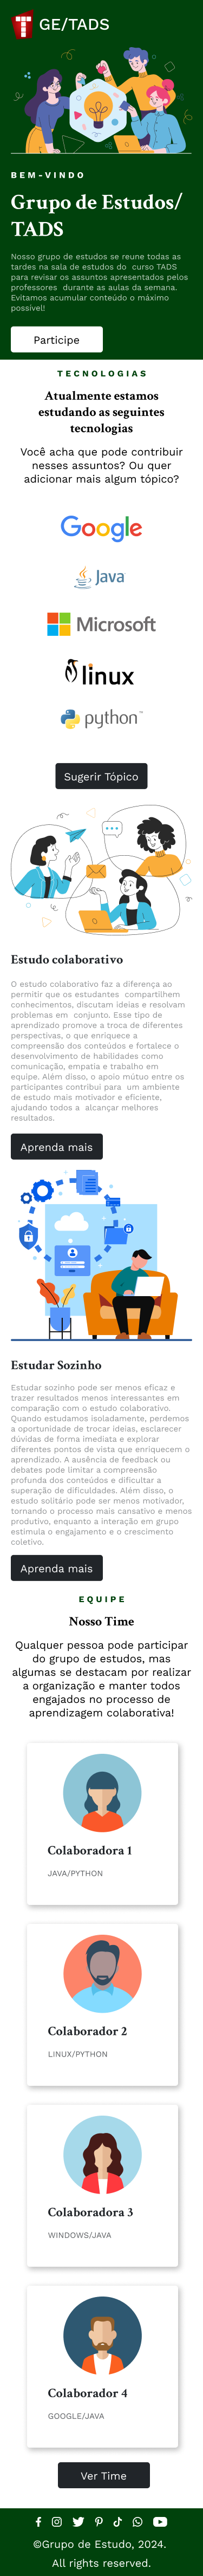 GE/TADS
BEM-VINDO
Grupo de Estudos/
TADS
Nosso grupo de estudos se reune todas as
tardes na sala de estudos do curso TADS
para revisar os assuntos apresentados pelos
professores durante as aulas da semana.
Evitamos acumular conteúdo o máximo
possível!
Participe
TECNOLOGIAS
Atualmente estamos
estudando as seguintes
tecnologias
Você acha que pode contribuir
nesses assuntos? Ou quer
adicionar mais algum tópico?
Google
Java
Microsoft
linux
python™
Sugerir Tópico
Estudo colaborativo
O estudo colaborativo faz a diferença ao
permitir que os estudantes compartilhem
conhecimentos, discutam ideias e resolvam
problemas em conjunto. Esse tipo de
aprendizado promove a troca de diferentes
perspectivas, o que enriquece a
compreensão dos conteúdos e fortalece o
desenvolvimento de habilidades como
comunicação, empatia e trabalho em
equipe. Além disso, o apoio mútuo entre os
participantes contribui para um ambiente
de estudo mais motivador e eficiente,
ajudando todos a alcançar melhores
resultados.
Aprenda mais
Estudar Sozinho
Estudar sozinho pode ser menos eficaz e
trazer resultados menos interessantes em
comparação com o estudo colaborativo.
Quando estudamos isoladamente, perdemos
a oportunidade de trocar ideias, esclarecer
dúvidas de forma imediata e explorar
diferentes pontos de vista que enriquecem o
aprendizado. A ausência de feedback ou
debates pode limitar a compreensão
profunda dos conteúdos e dificultar a
superação de dificuldades. Além disso, o
estudo solitário pode ser menos motivador,
tornando o processo mais cansativo e menos
produtivo, enquanto a interação em grupo
estimula o engajamento e o crescimento
coletivo.
Aprenda mais
EQUIPE
Nosso Time
Qualquer pessoa pode participar
do grupo de estudos, mas
algumas se destacam por realizar
a organização e manter todos
engajados no processo de
aprendizagem colaborativa!
Colaboradora 1
JAVA/PYTHON
Colaborador 2
LINUX/PYTHON
Colaboradora 3
WINDOWS/JAVA
Colaborador 4
GOOGLE/JAVA
Ver Time
©Grupo de Estudo, 2024.
All rights reserved.